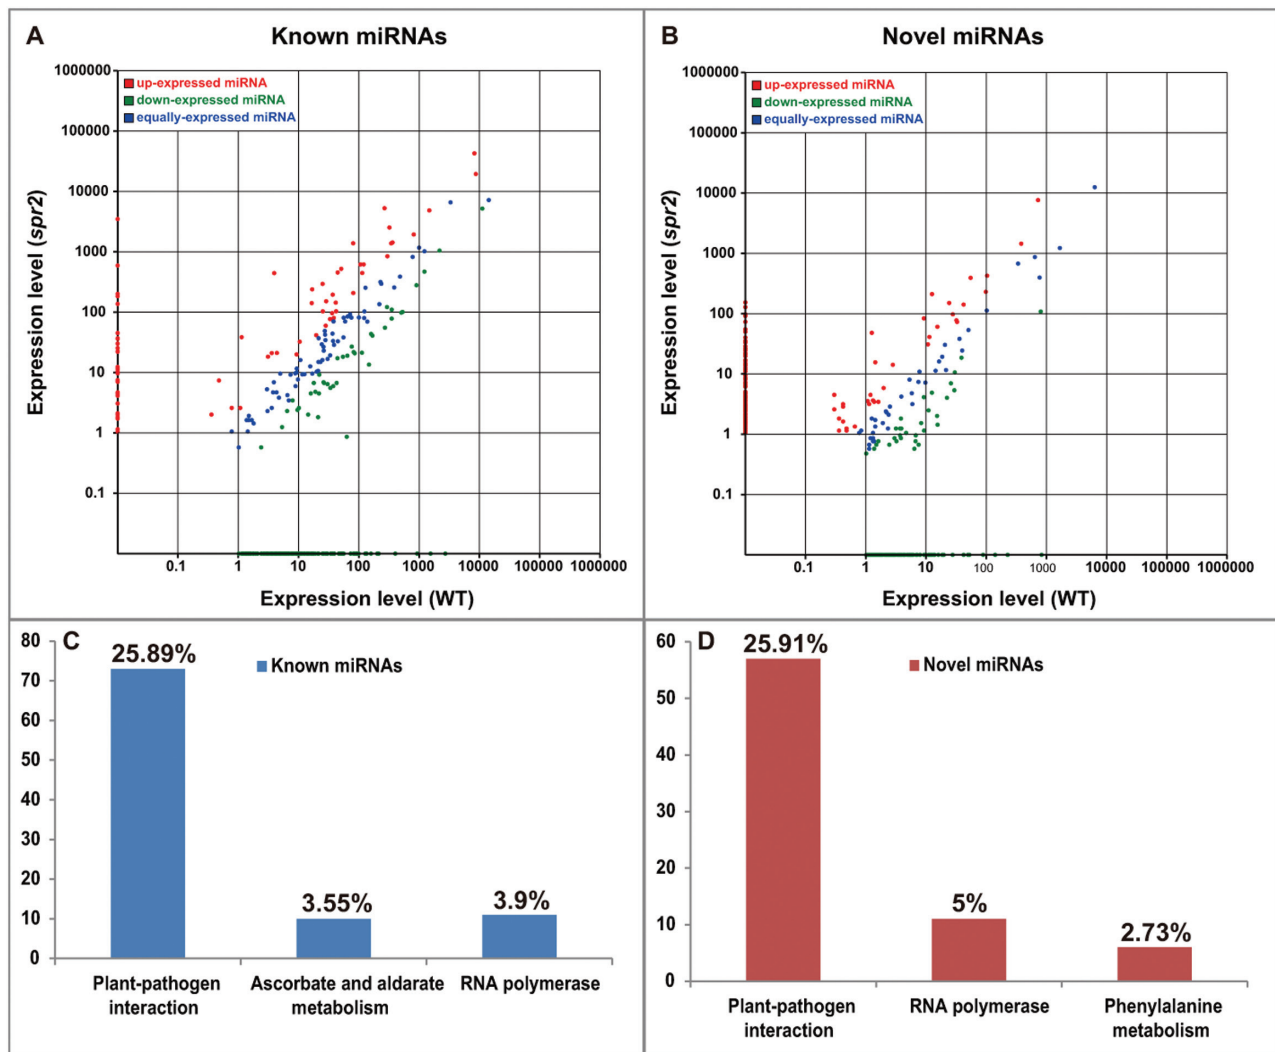 A
Known miRNAs
1000000
100000
10000
1000
100
10
1
0.1
up-expressed miRNA
down-expressed miRNA
equally-expressed miRNA
Expression level (spr2)
0.1 1 10 100 1000 10000 100000 1000000
Expression level (WT)
B
Novel miRNAs
1000000
100000
10000
1000
100
10
1
0.1
up-expressed miRNA
down-expressed miRNA
equally-expressed miRNA
Expression level (spr2)
0.1 1 10 100 1000 10000 100000 1000000
Expression level (WT)
C
Known miRNAs
80
70
60
50
40
30
20
10
0
25.89%
3.55%
3.9%
Plant-pathogen
interaction
Ascorbate and aldarate
metabolism
RNA polymerase
D
Novel miRNAs
60
50
40
30
20
10
0
25.91%
5%
2.73%
Plant-pathogen
interaction
RNA polymerase
Phenylalanine
metabolism